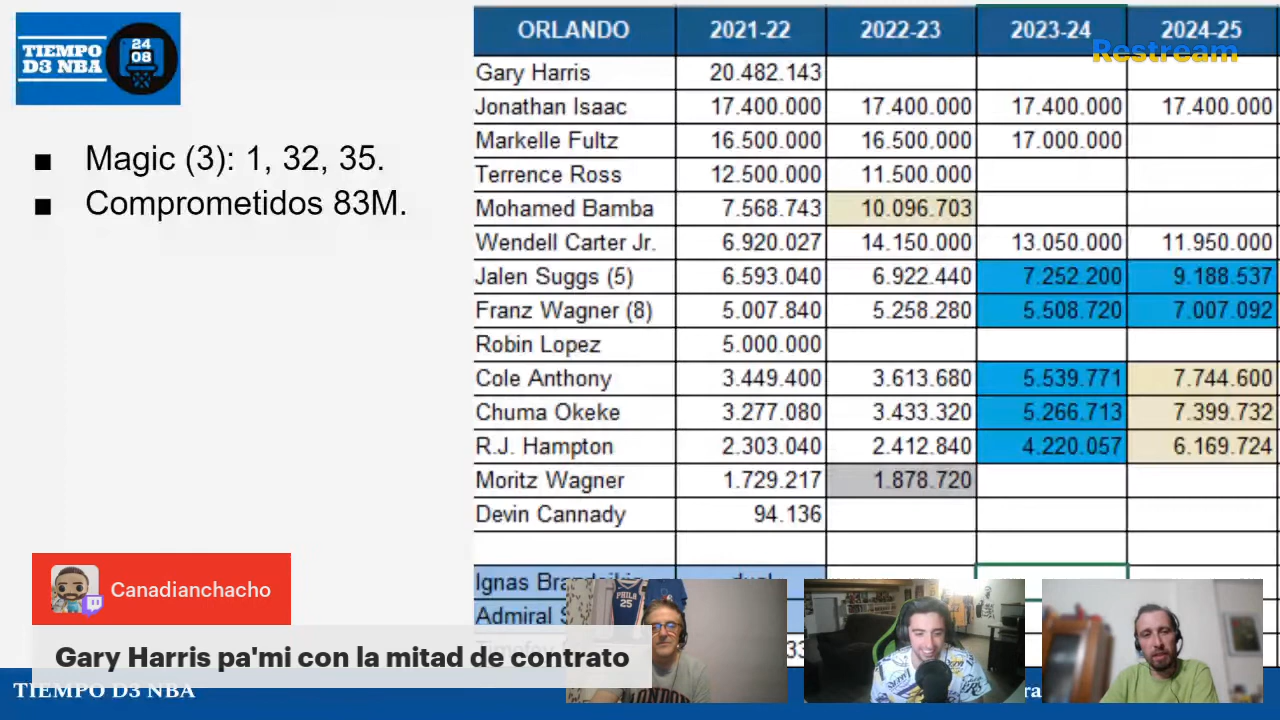 TIEMPO
D3 NBA
24
08
Magic (3): 1, 32, 35.
Comprometidos 83M.
Restream
ORLANDO 2021-22 2022-23 2023-24 2024-25
Gary Harris 20.482.143
Jonathan Isaac 17.400.000 17.400.000 17.400.000 17.400.000
Markelle Fultz 16.500.000 16.500.000 17.000.000
Terrence Ross 12.500.000 11.500.000
Mohamed Bamba 7.568.743 10.096.703
Wendell Carter Jr. 6.920.027 14.150.000 13.050.000 11.950.000
Jalen Suggs (5) 6.593.040 6.922.440 7.252.200 9.188.537
Franz Wagner (8) 5.007.840 5.258.280 5.508.720 7.007.092
Robin Lopez 5.000.000
Cole Anthony 3.449.400 3.613.680 5.539.771 7.744.600
Chuma Okeke 3.277.080 3.433.320 5.266.713 7.399.732
R.J. Hampton 2.303.040 2.412.840 4.220.057 6.169.724
Moritz Wagner 1.729.217 1.878.720
Devin Cannady 94.136
Ignas
Admiral
PHILA
25
Canadianchacho
Gary Harris pa'mi con la mitad de contrato
TIEMPO D3 NBA